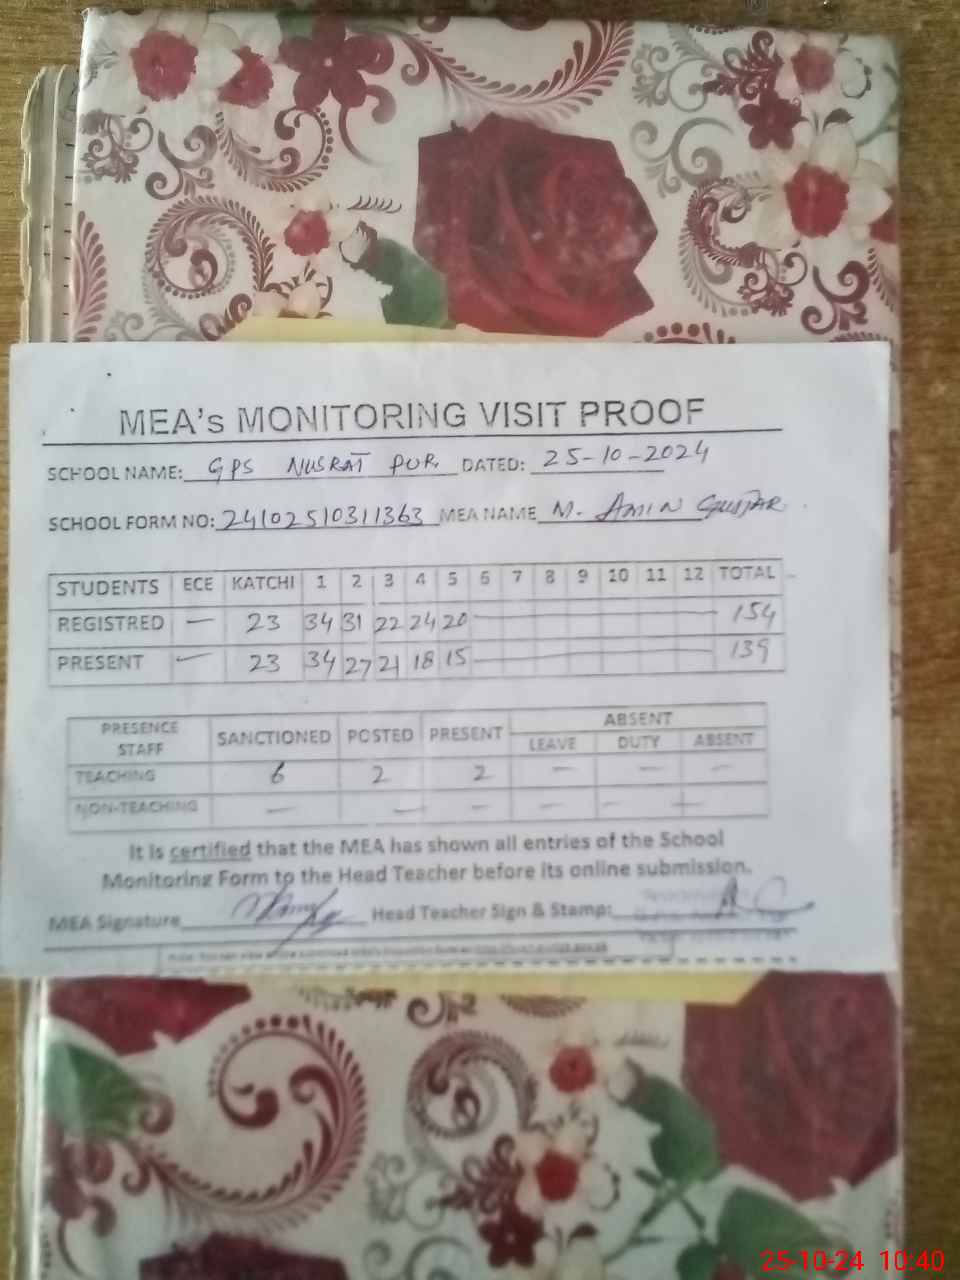 MEA's MONITORING VISIT PROOF
SCHOOL NAME: GPS NUSRAT PUR DATED: 25-10-2024
SCHOOL FORM NO: 24102510311363 MEA NAME M. AMIN GUJJAR
STUDENTS ECE KATCHI 1 2 3 4 5 6 7 8 9 10 11 12 TOTAL
REGISTRED — 23 34 31 22 24 20 — 154
PRESENT — 23 34 27 21 18 15 — 139
PRESENCE STAFF SANCTIONED POSTED PRESENT ABSENT
LEAVE DUTY ABSENT
TEACHING 6 2 2 — — —
NON-TEACHING — — — — — —
It is certified that the MEA has shown all entries of the School
Monitoring Form to the Head Teacher before its online submission.
MEA Signature Head Teacher Sign & Stamp:
25-10-24 10:40